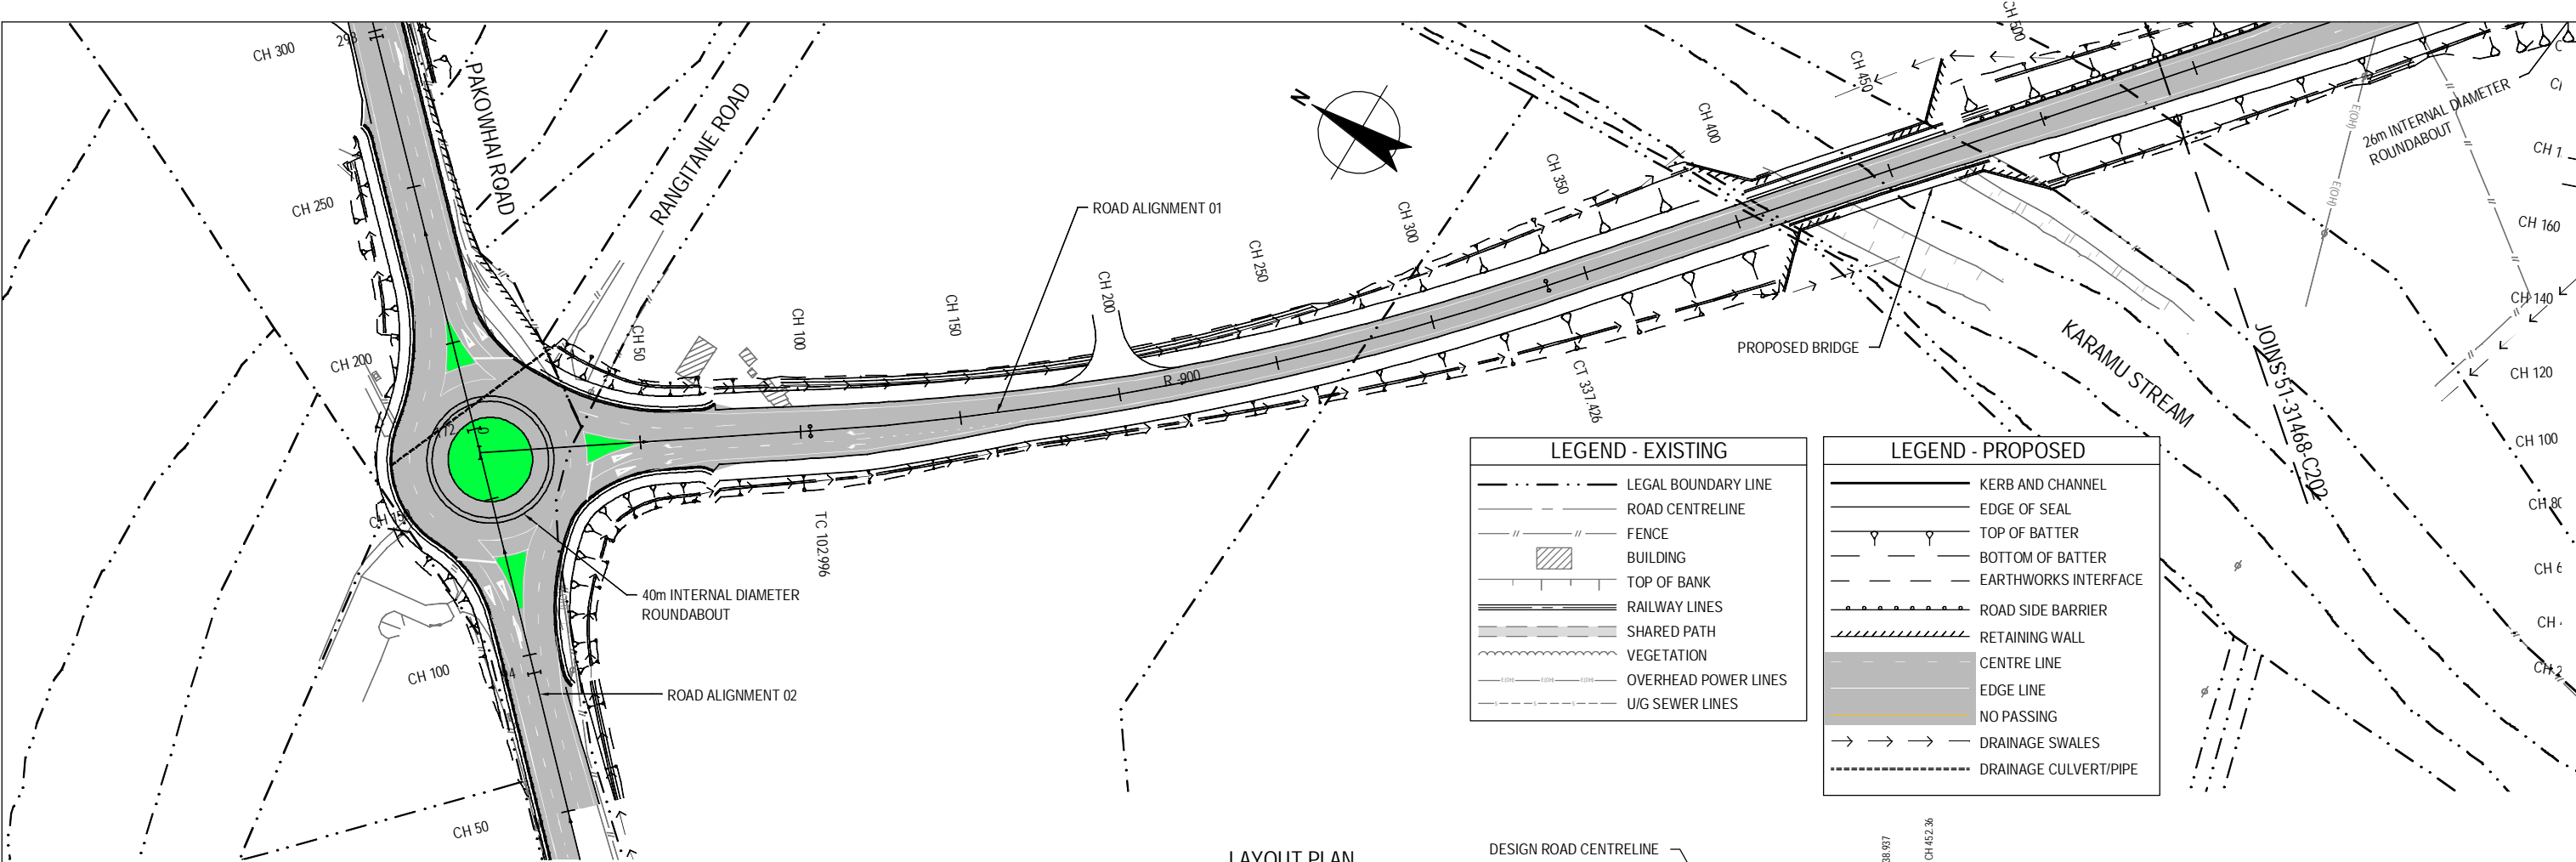 CH 300
CH 250
CH 200
CH 100
CH 50
PAKOWHAI ROAD
RANGITANE ROAD
CH 50
CH 100
CH 150
CH 200
CH 250
CH 300
CH 350
CH 400
CH 450
CH 500
N
ROAD ALIGNMENT 01
R -900
TC 102.996
CT 337.426
40m INTERNAL DIAMETER
ROUNDABOUT
ROAD ALIGNMENT 02
PROPOSED BRIDGE
KARAMU STREAM
JOINS 51-31468-C202
26m INTERNAL DIAMETER
ROUNDABOUT
E(OH)
E(OH)
CH 160
CH 140
CH 120
CH 100
CH 80
LEGEND - EXISTING
LEGAL BOUNDARY LINE
ROAD CENTRELINE
FENCE
BUILDING
TOP OF BANK
RAILWAY LINES
SHARED PATH
VEGETATION
OVERHEAD POWER LINES
U/G SEWER LINES
LEGEND - PROPOSED
KERB AND CHANNEL
EDGE OF SEAL
TOP OF BATTER
BOTTOM OF BATTER
EARTHWORKS INTERFACE
ROAD SIDE BARRIER
RETAINING WALL
CENTRE LINE
EDGE LINE
NO PASSING
DRAINAGE SWALES
DRAINAGE CULVERT/PIPE
LAYOUT PLAN
DESIGN ROAD CENTRELINE
38.937
CH 452.36